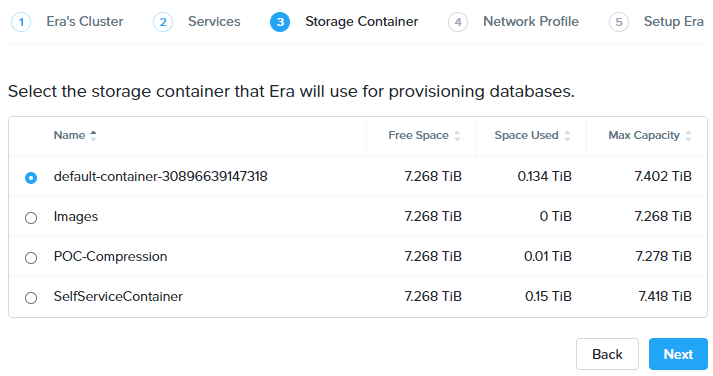 1 Era's Cluster 2 Services 3 Storage Container 4 Network Profile 5 Setup Era
Select the storage container that Era will use for provisioning databases.
Name Free Space Space Used Max Capacity
default-container-30896639147318 7.268 TiB 0.134 TiB 7.402 TiB
Images 7.268 TiB 0 TiB 7.268 TiB
POC-Compression 7.268 TiB 0.01 TiB 7.278 TiB
SelfServiceContainer 7.268 TiB 0.15 TiB 7.418 TiB
Back Next